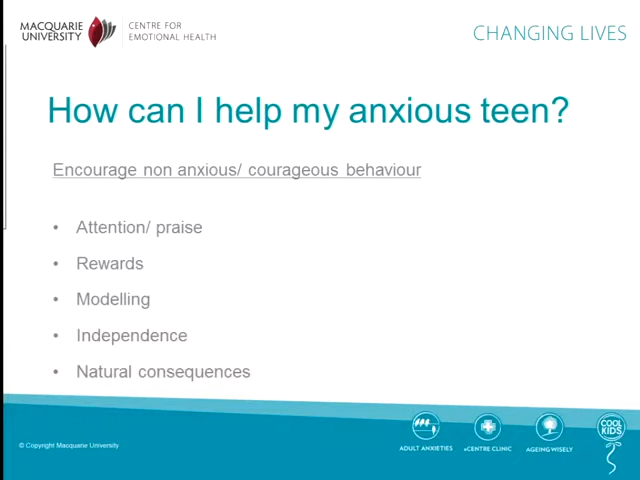 MACQUARIE
UNIVERSITY
CENTRE FOR
EMOTIONAL HEALTH
CHANGING LIVES
How can I help my anxious teen?
Encourage non anxious/ courageous behaviour
• Attention/ praise
• Rewards
• Modelling
• Independence
• Natural consequences
© Copyright Macquarie University
ADULT ANXIETIES
eCENTRE CLINIC
AGEING WISELY
COOL
KIDS